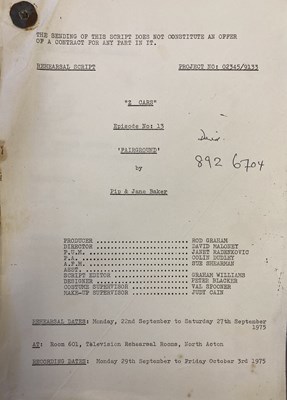 THE SENDING OF THIS SCRIPT DOES NOT CONSTITUTE AN OFFER
OF A CONTRACT FOR ANY PART IN IT.
REHEARSAL SCRIPT PROJECT NO: 02345/9133
"Z CARS"
Episode No: 13
'FAIRGROUND'
892 6704
by
Pip & Jane Baker
PRODUCER ROD GRAHAM
DIRECTOR DAVID MALONEY
P.U.M. JANET RADENKOVIC
P.A. COLIN DUDLEY
A.F.M. SUE SHEARMAN
ASST.
SCRIPT EDITOR GRAHAM WILLIAMS
DESIGNER PETER BLACKER
COSTUME SUPERVISOR VAL SPOONER
MAKE-UP SUPERVISOR JUDY CAIN
REHEARSAL DATES: Monday, 22nd September to Saturday 27th September
1975
AT: Room 601, Television Rehearsal Rooms, North Acton
RECORDING DATES: Monday 29th September to Friday October 3rd 1975